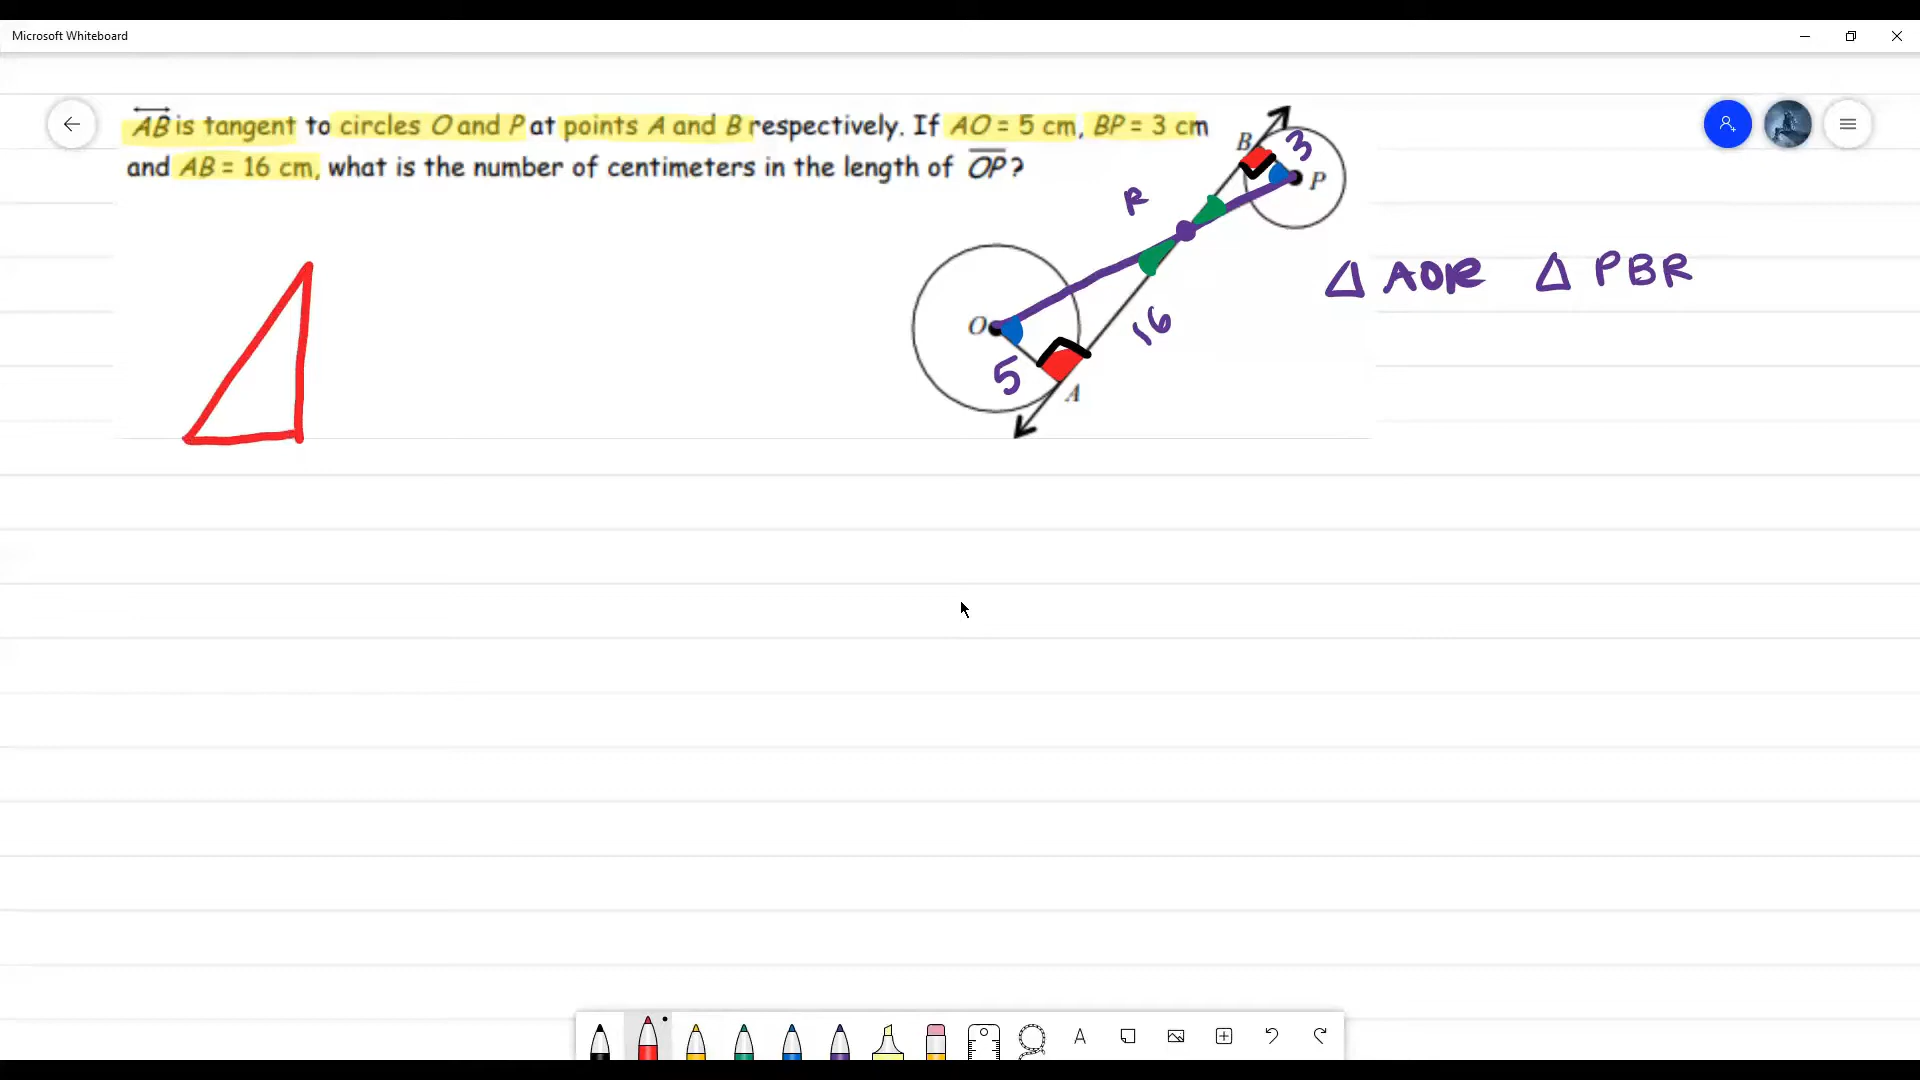 Microsoft Whiteboard
AB is tangent to circles O and P at points A and B respectively. If AO = 5 cm, BP = 3 cm
and AB = 16 cm, what is the number of centimeters in the length of OP?
B
3
P
R
O
5
A
16
Δ AOR Δ PBR
A